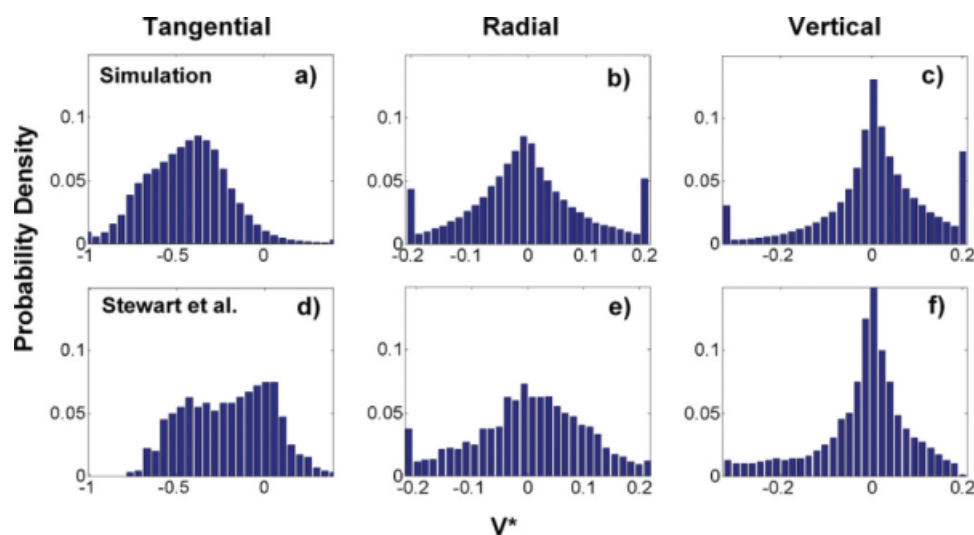 Tangential Radial Vertical
Simulation a) b) c)
0.1 0.1 0.1
0.05 0.05 0.05
0 0 0
-1 -0.5 0 -0.2 -0.1 0 0.1 0.2 -0.2 0 0.2
Probability Density
Stewart et al. d) e) f)
0.1 0.1 0.1
0.05 0.05 0.05
0 0 0
-1 -0.5 0 -0.2 -0.1 0 0.1 0.2 -0.2 0 0.2
V*